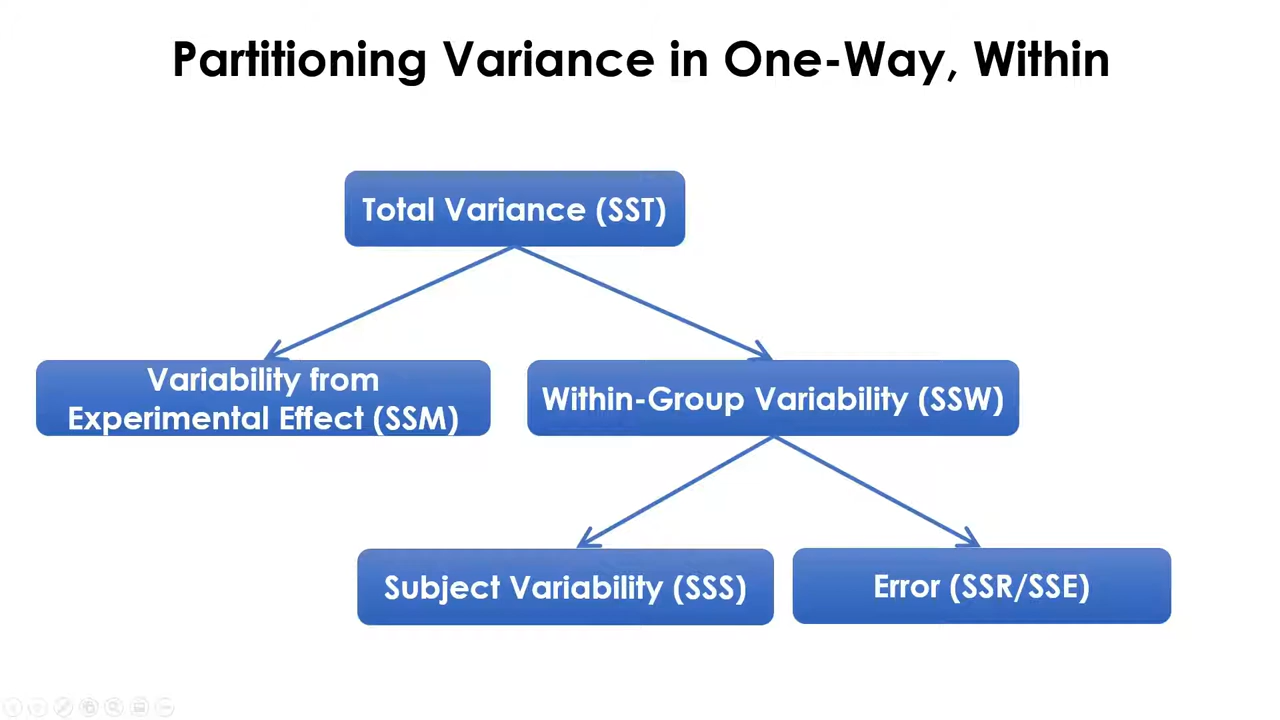 Partitioning Variance in One-Way, Within
Total Variance (SST)
Variability from
Experimental Effect (SSM)
Within-Group Variability (SSW)
Subject Variability (SSS)
Error (SSR/SSE)